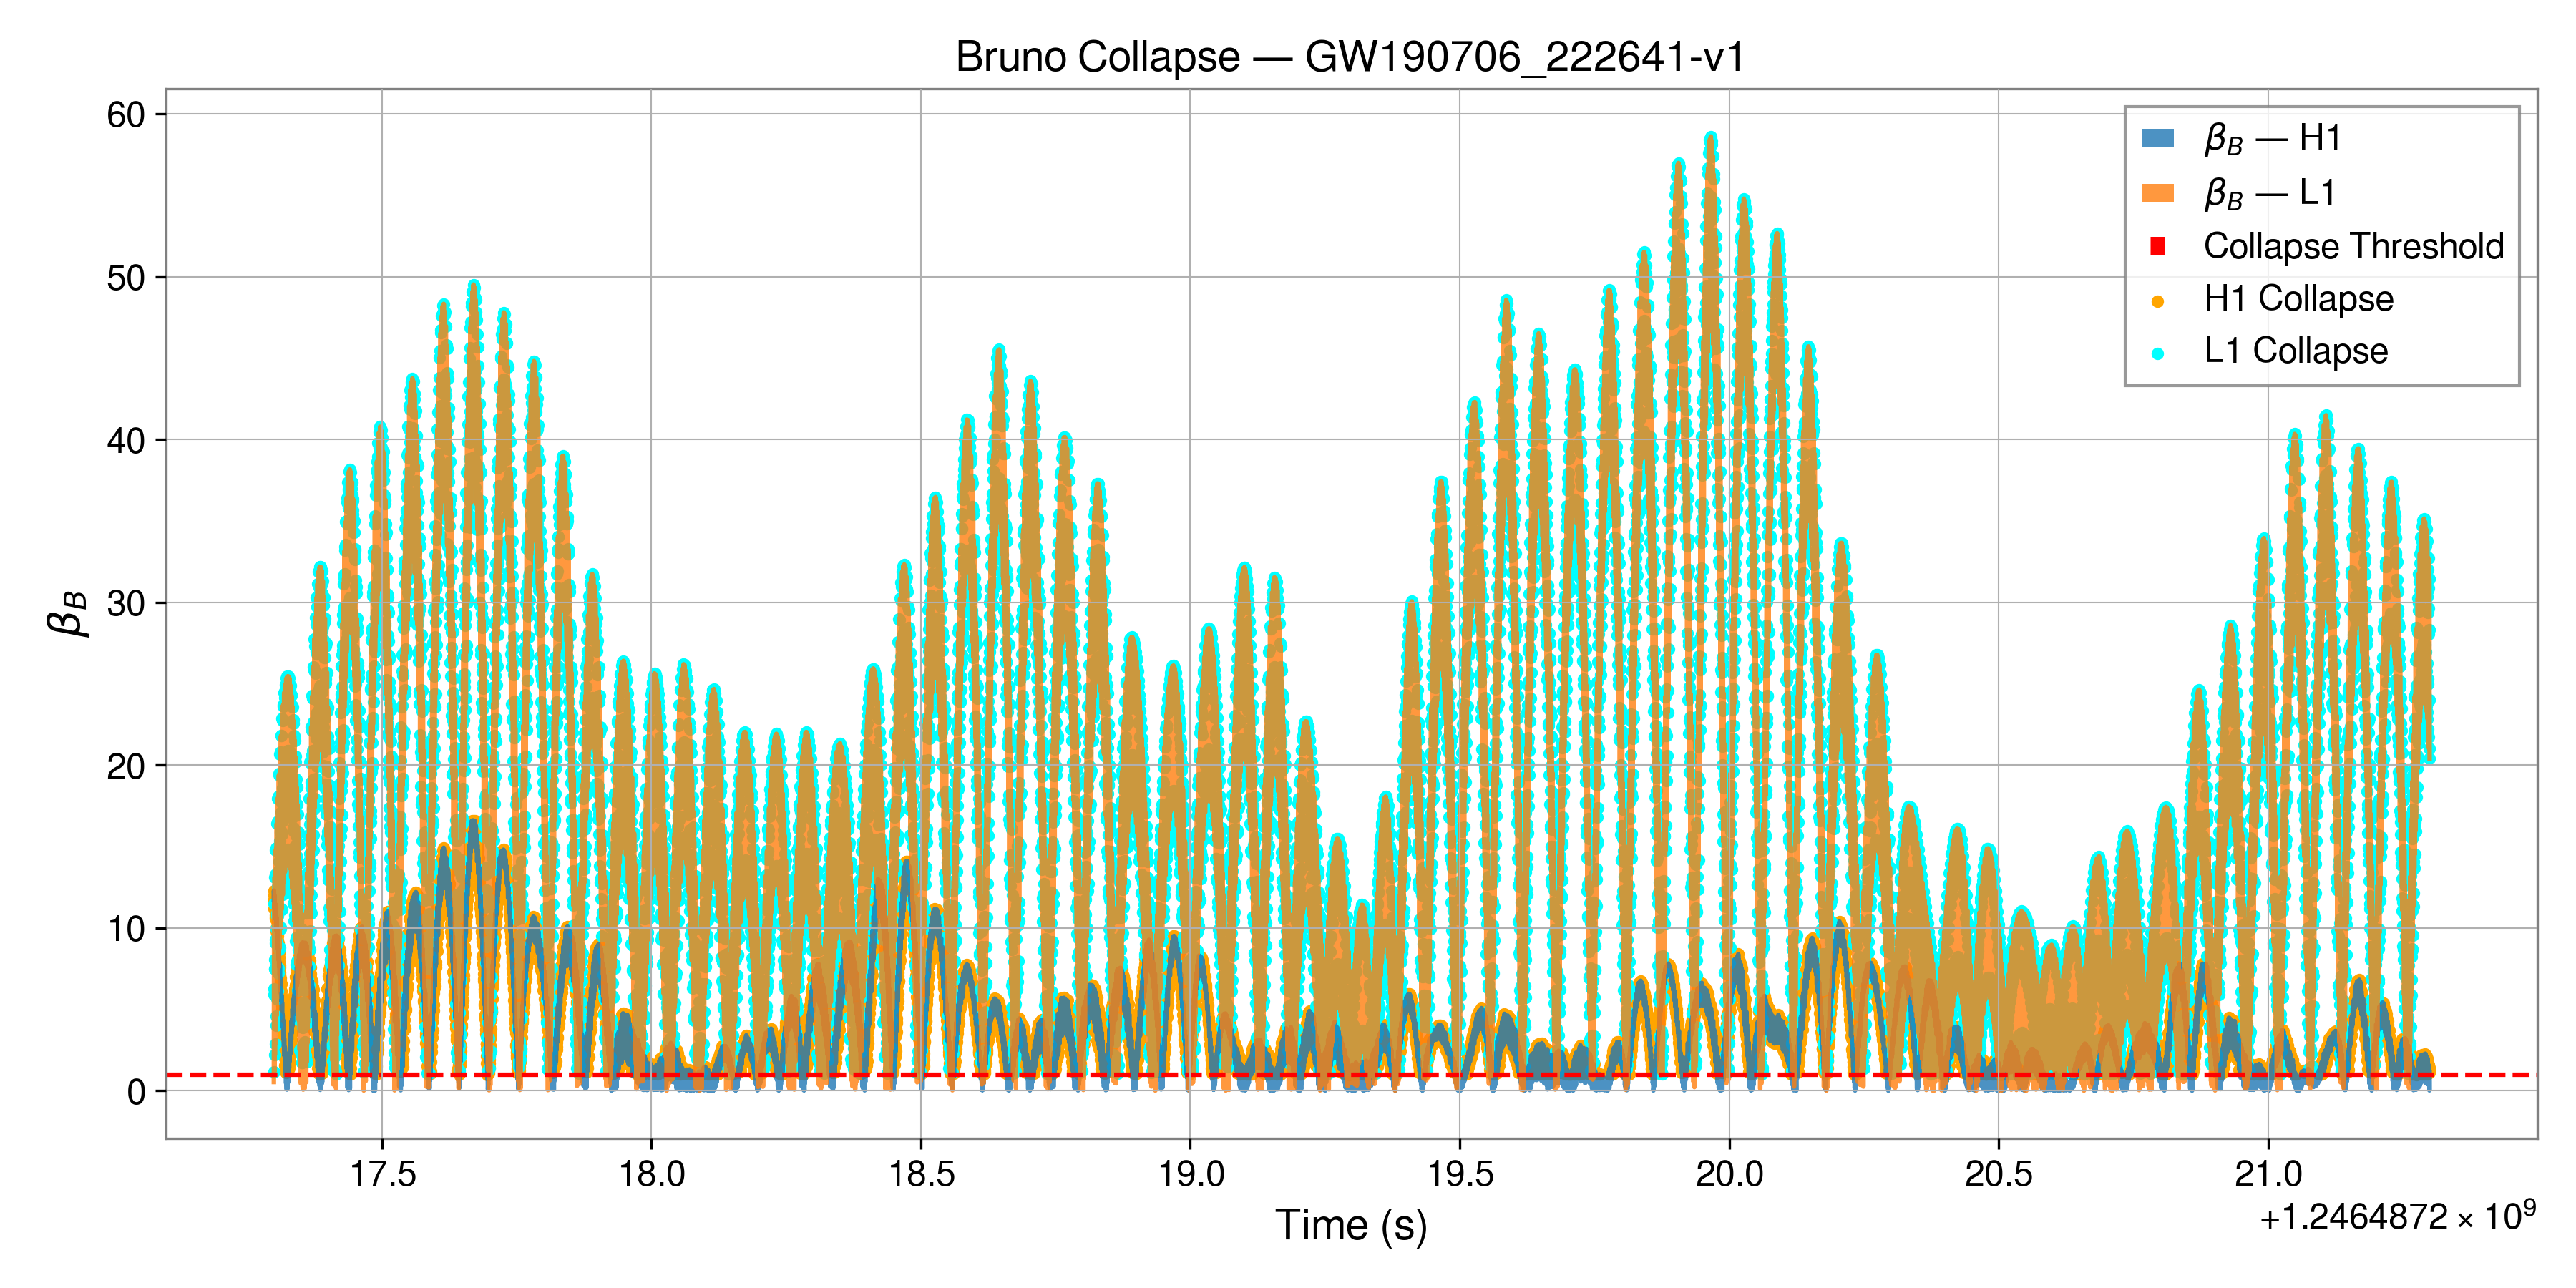 Bruno Collapse — GW190706_222641-v1
60
50
40
30
20
10
0
β_B
β_B — H1
β_B — L1
Collapse Threshold
H1 Collapse
L1 Collapse
17.5 18.0 18.5 19.0 19.5 20.0 20.5 21.0
Time (s)
+1.2464872 × 10⁹